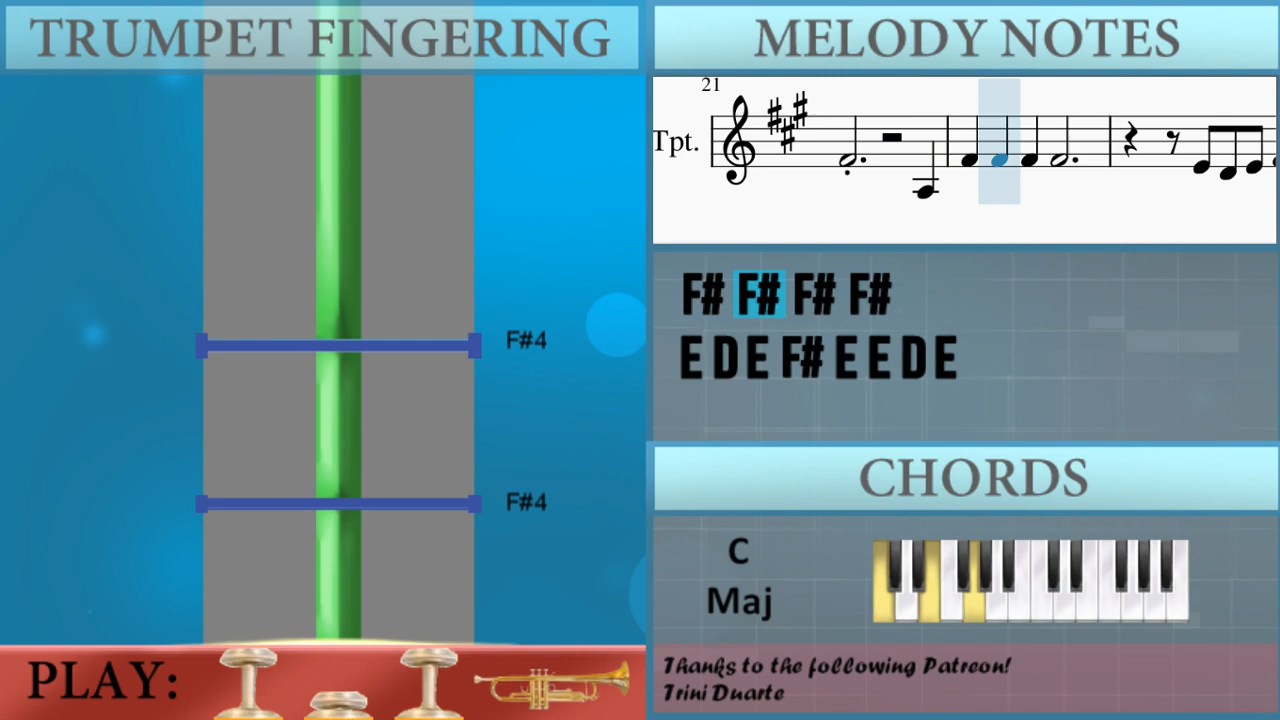 TRUMPET FINGERING
F#4
F#4
PLAY:
MELODY NOTES
21
Tpt.
F# F# F# F#
E D E F# E E D E
CHORDS
C
Maj
Thanks to the following Patreon!
Trini Duarte